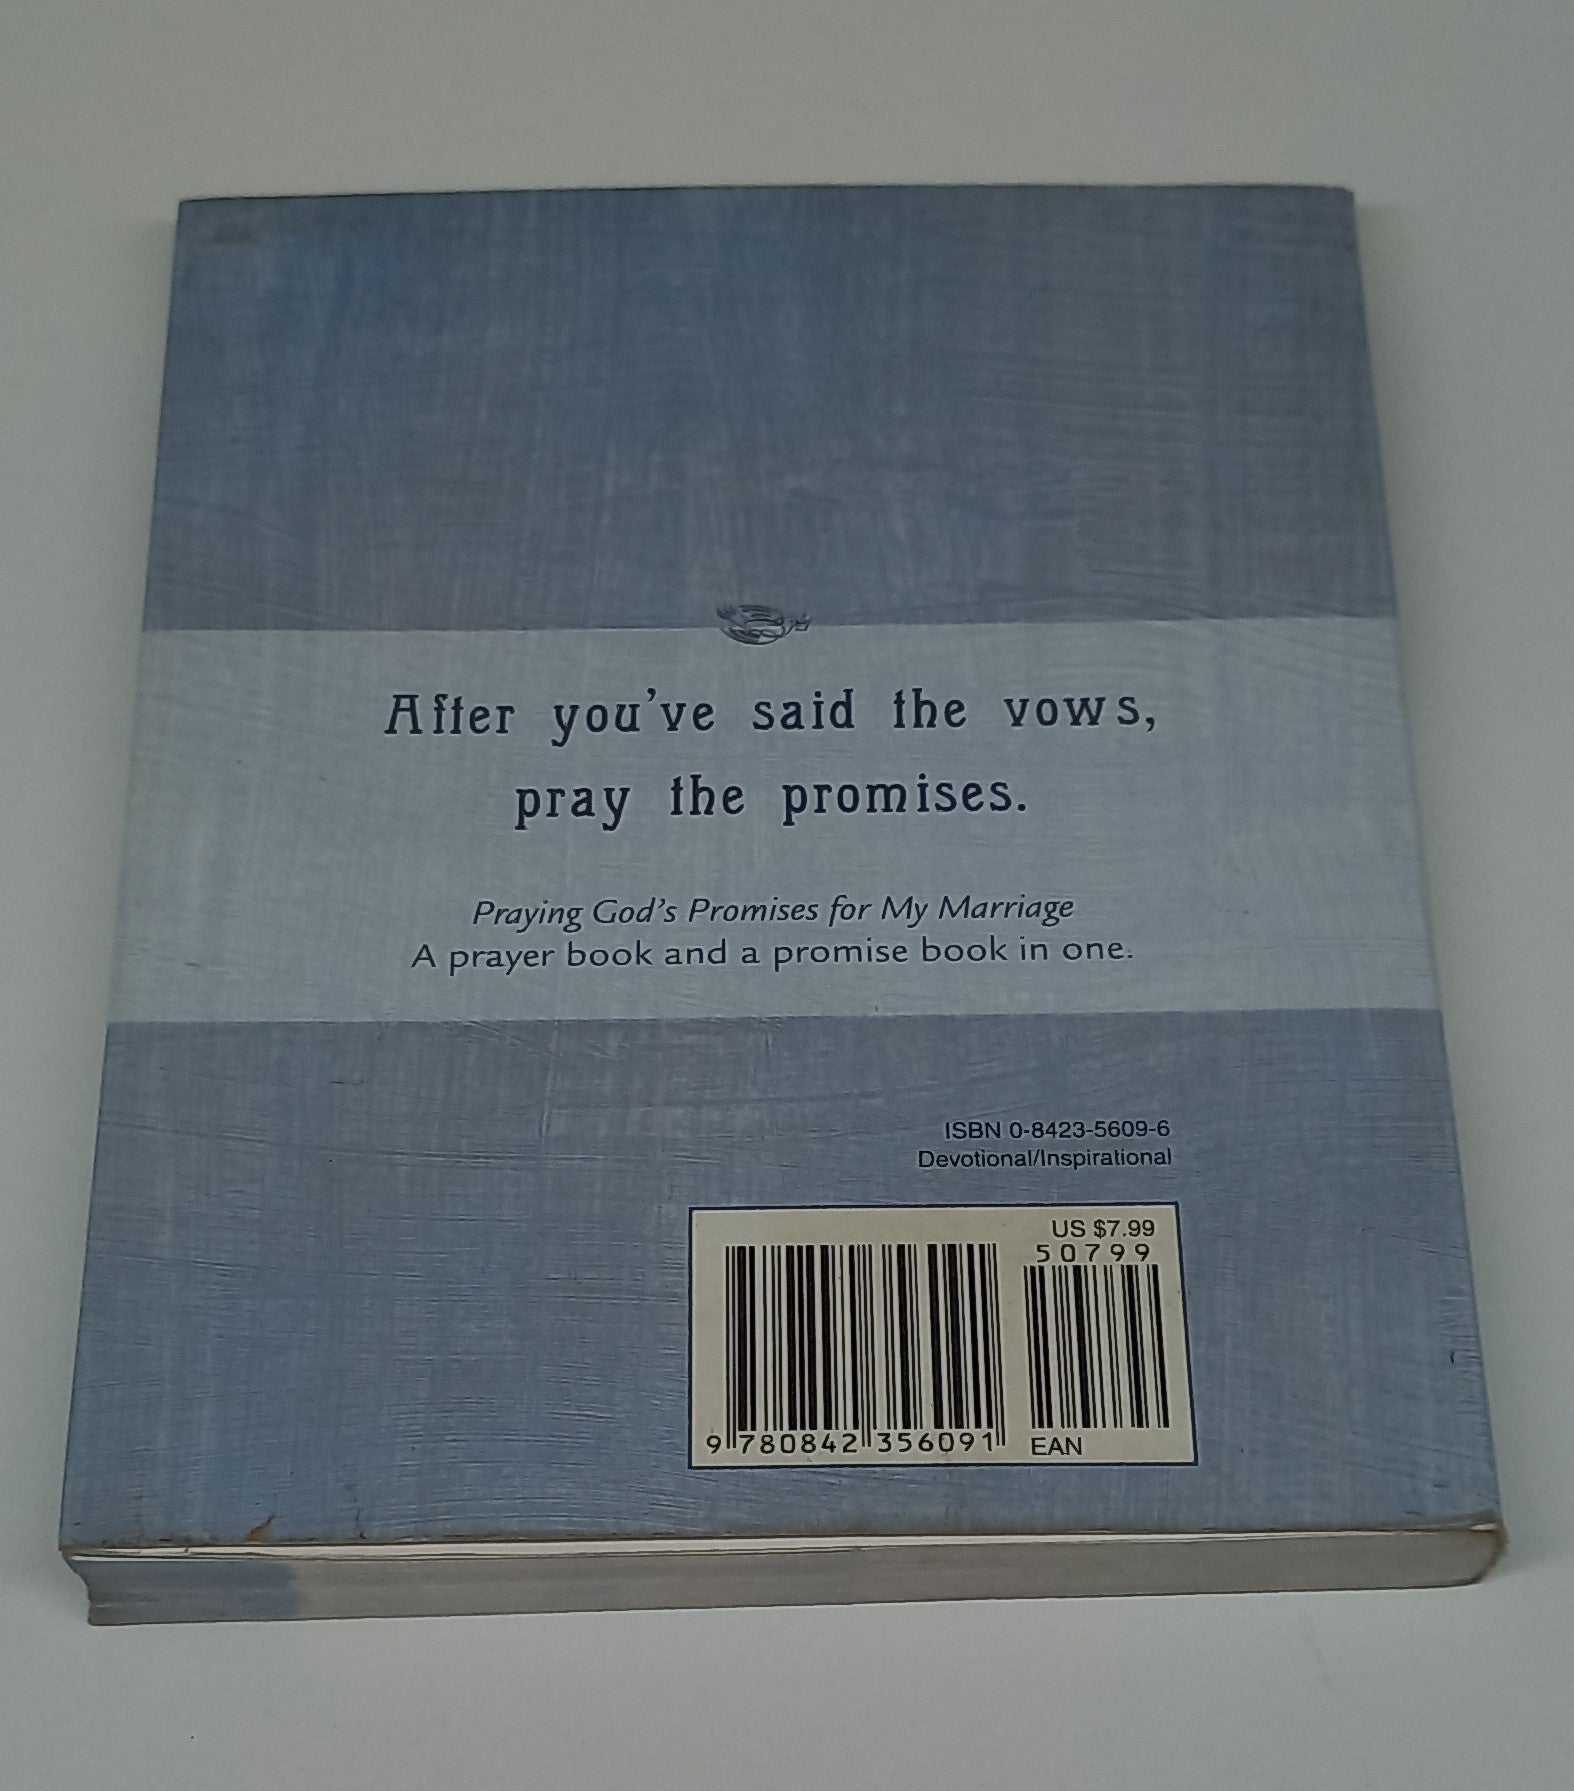 After you've said the vows,
pray the promises.
Praying God's Promises for My Marriage
A prayer book and a promise book in one.
ISBN 0-8423-5609-6
Devotional/Inspirational
US $7.99
50799
9 780842 356091
EAN